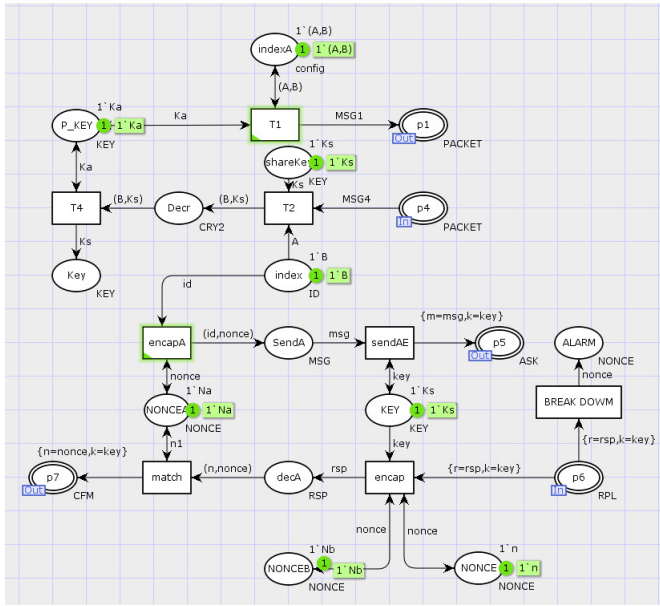 1`(A,B)
indexA 1 1`(A,B)
config
(A,B)
1`Ka
P_KEY 1 1`Ka Ka T1 MSG1 p1
Out
KEY PACKET
1`Ks
shareKe 1 1`Ks
KEY
Ka Ks
T4 (B,Ks) Decr (B,Ks) T2 MSG4 p4
In
CRY2 PACKET
Ks A
1`B
Key index 1 1`B
KEY id ID
{m=msg,k=key}
encapA (id,nonce) SendA msg sendAE p5 ALARM
Out
MSG ASK NONCE
nonce key nonce
1`Na 1`Ks
NONCEA 1 1`Na KEY 1 1`Ks BREAK DOWM
NONCE KEY
n1 key {r=rsp,k=key}
{n=nonce,k=key}
p7 match (n,nonce) decA rsp encap {r=rsp,k=key} p6
Out In
CFM RSP RPL
nonce nonce
1`Nb 1`n
NONCEB 1 1`Nb NONCE 1 1`n
NONCE NONCE